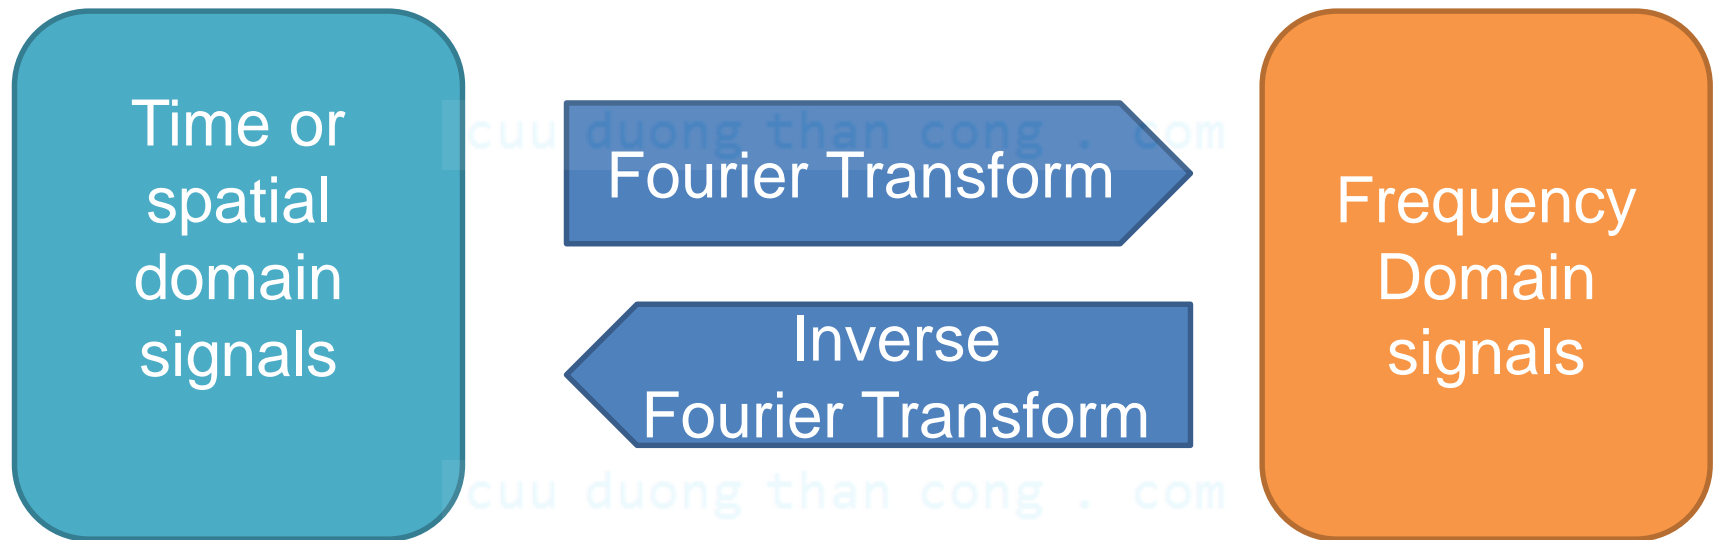 Time or
spatial
domain
signals
cuu duong than cong . com
Fourier Transform
Inverse
Fourier Transform
cuu duong than cong . com
Frequency
Domain
signals